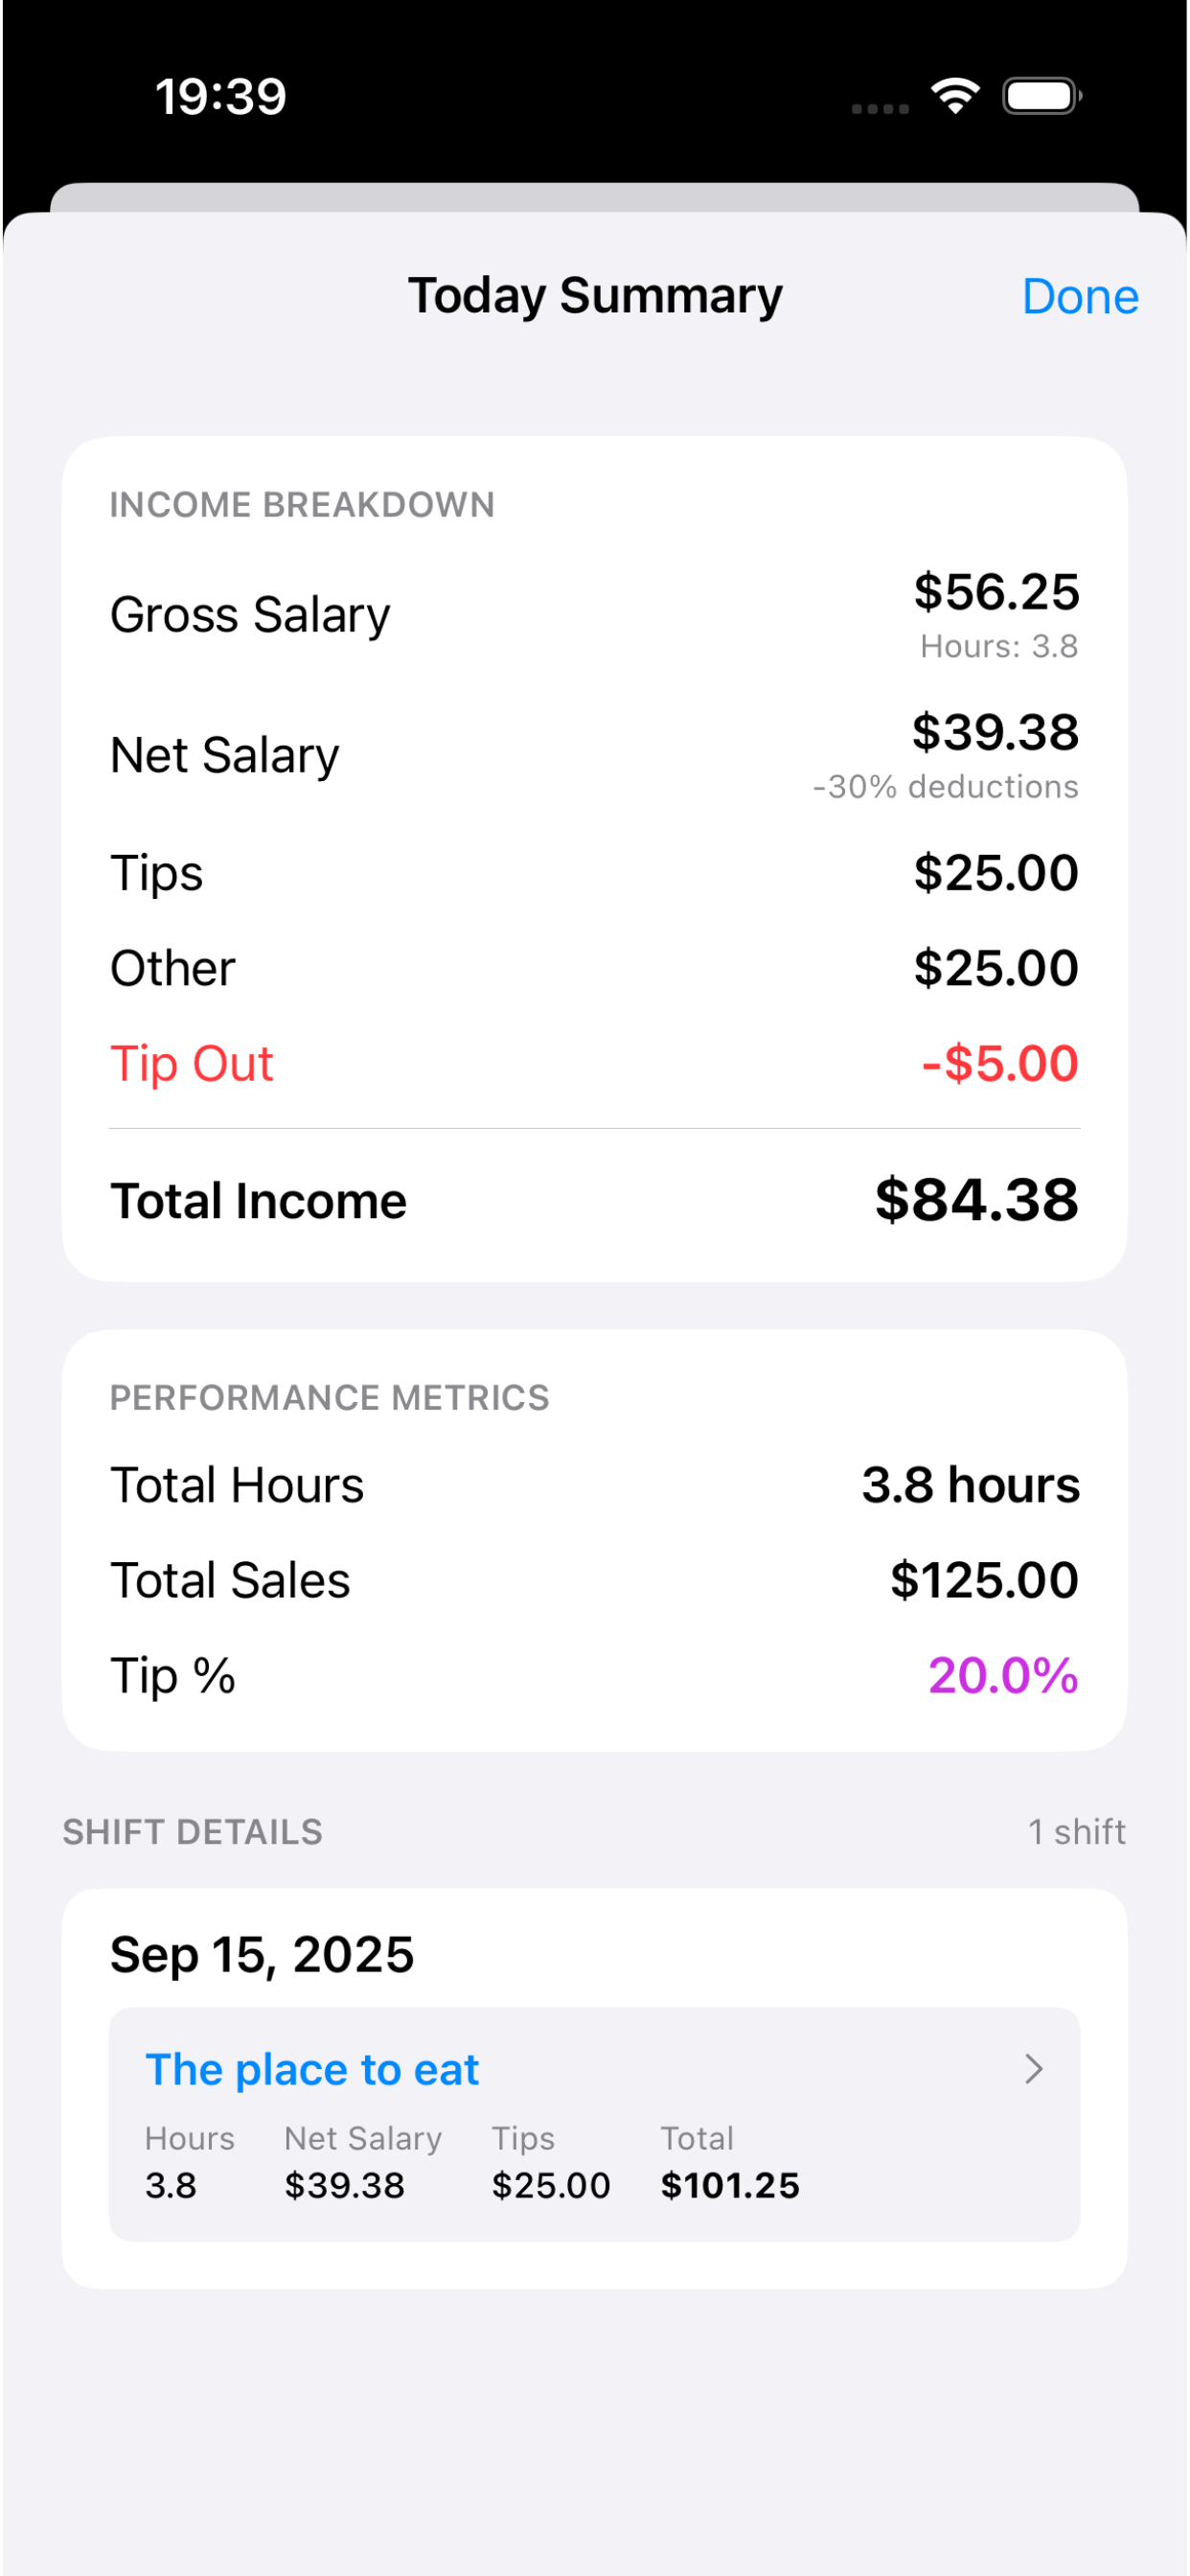 19:39
Today Summary
Done
INCOME BREAKDOWN
Gross Salary
$56.25
Hours: 3.8
Net Salary
$39.38
-30% deductions
Tips
$25.00
Other
$25.00
Tip Out
-$5.00
Total Income
$84.38
PERFORMANCE METRICS
Total Hours
3.8 hours
Total Sales
$125.00
Tip %
20.0%
SHIFT DETAILS
1 shift
Sep 15, 2025
The place to eat
Hours Net Salary Tips Total
3.8 $39.38 $25.00 $101.25